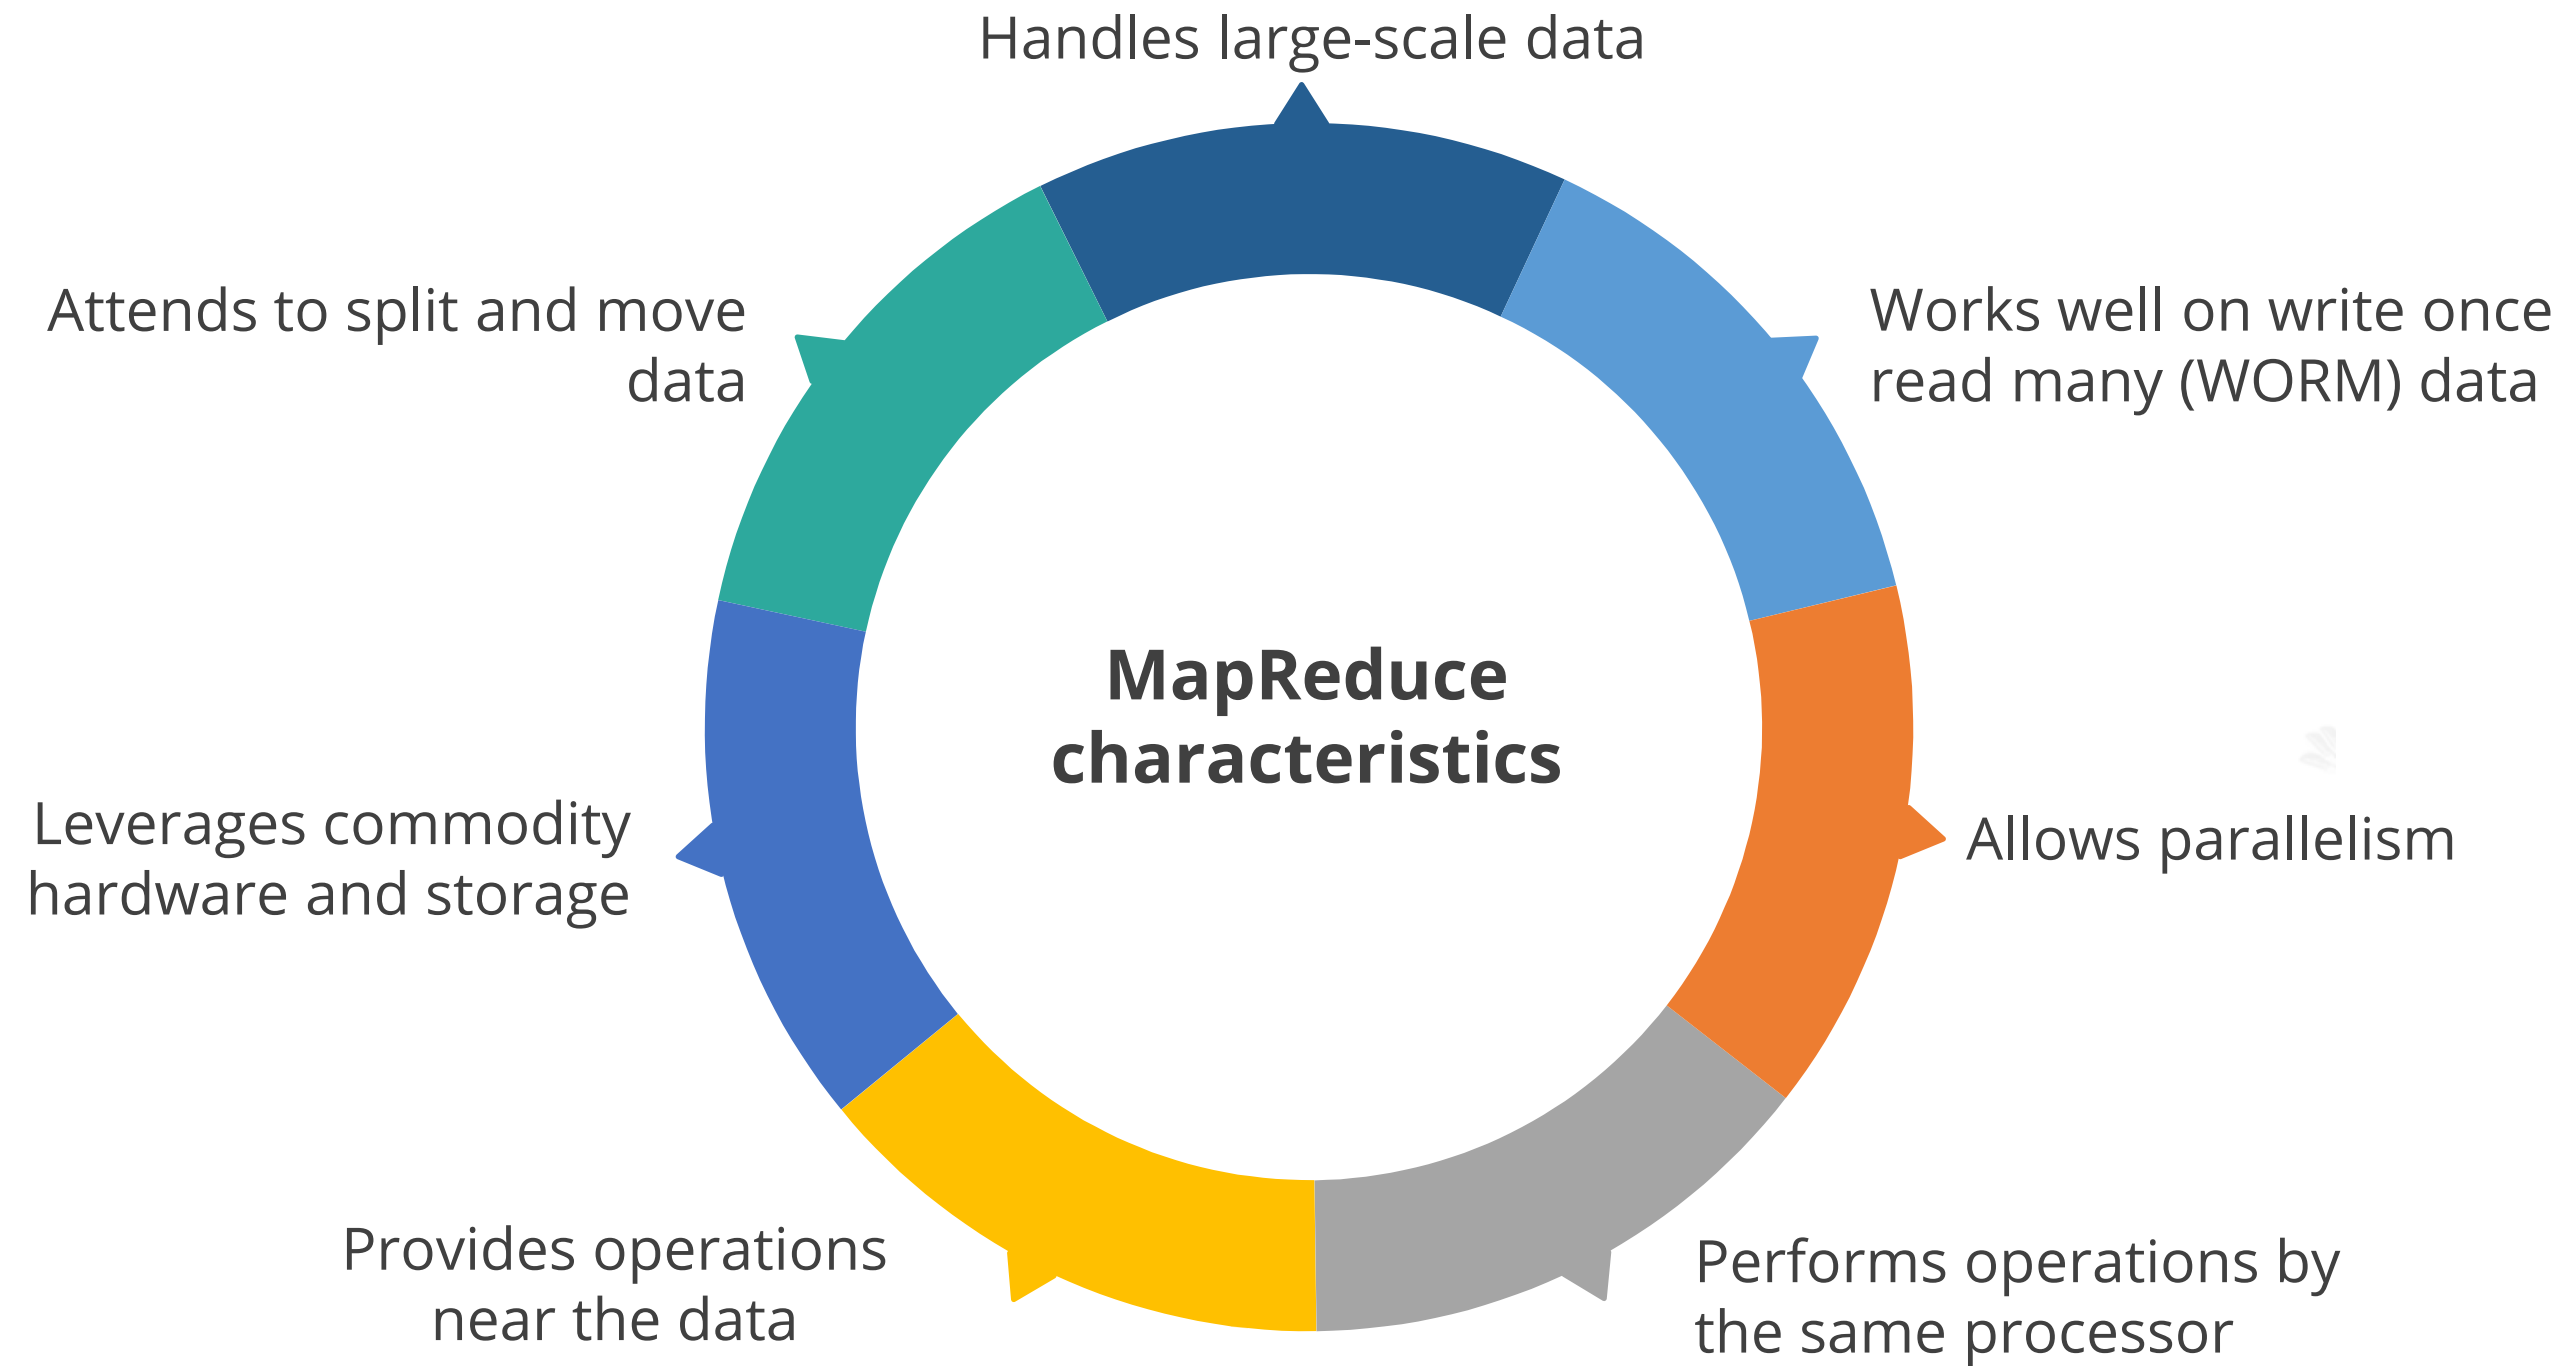 Handles large-scale data
Works well on write once
read many (WORM) data
Allows parallelism
Performs operations by
the same processor
Provides operations
near the data
Leverages commodity
hardware and storage
Attends to split and move
data
MapReduce
characteristics